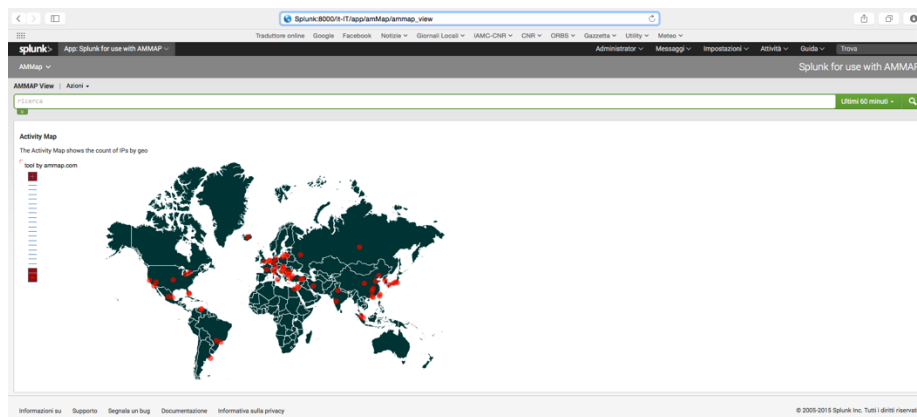 Splunk:8000/it-IT/app/amMap/ammap_view
Traduttore online Google Facebook Notizie Giornali Locali IAMC-CNR CNR ORBS Gazzetta Utility Meteo
splunk> App: Splunk for use with AMMAP Administrator Messaggi Impostazioni Attività Guida Trova
AMMap Splunk for use with AMMAP
AMMAP View | Azioni
ricerca Ultimi 60 minuti
Activity Map
The Activity Map shows the count of IPs by geo
tool by ammap.com
Informazioni su Supporto Segnala un bug Documentazione Informativa sulla privacy © 2005-2015 Splunk Inc. Tutti i diritti riservat